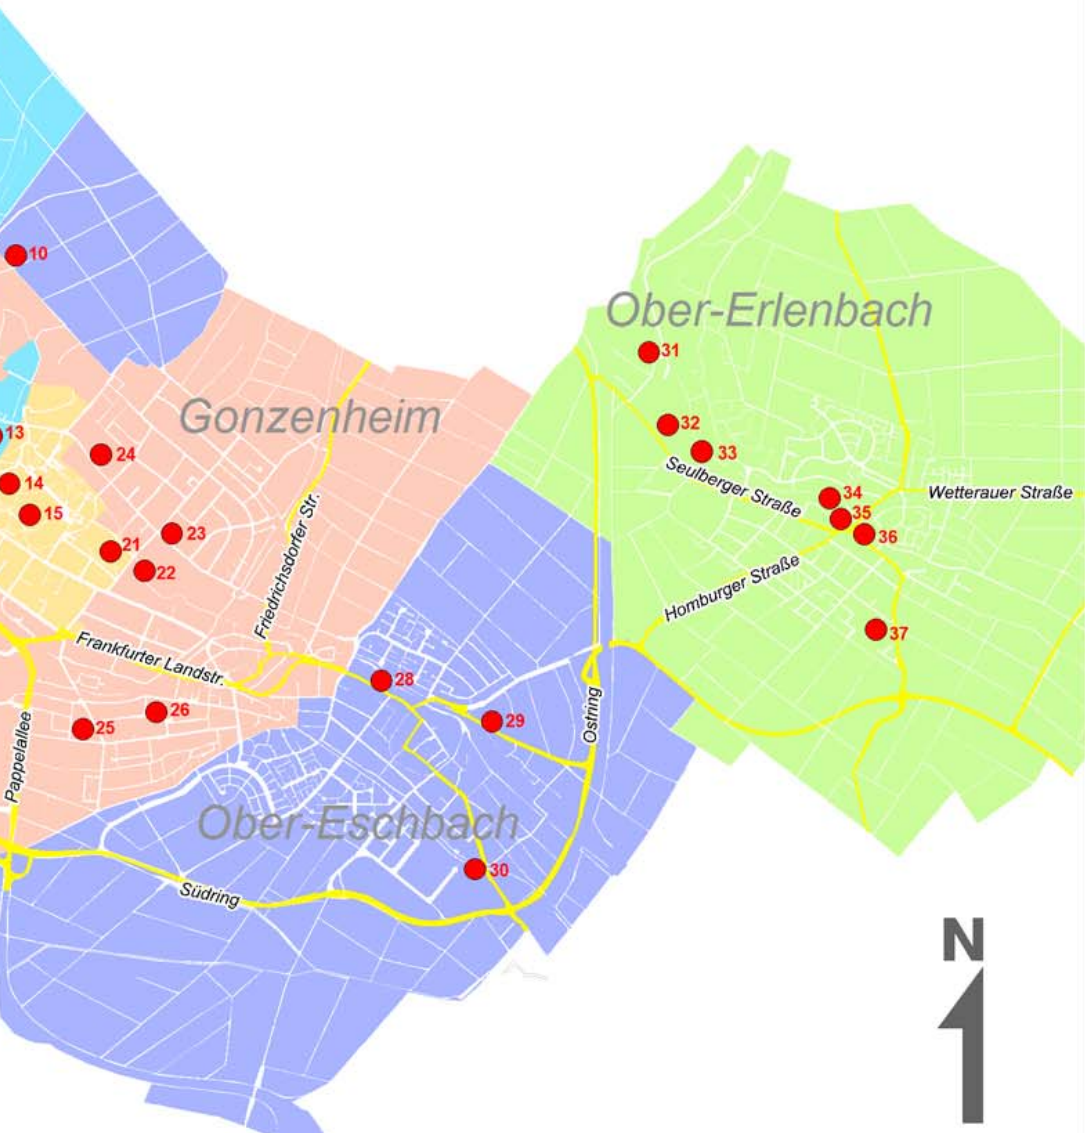 10
Ober-Erlenbach
31
Gonzenheim
32
13
24
33
Seulberger Straße
14
34
Wetterauer Straße
15
35
23
36
21
22
Friedrichsdorfer Str.
Homburger Straße
37
Frankfurter Landstr.
28
26
29
25
Ostring
Pappelallee
Ober-Eschbach
30
Südring
N